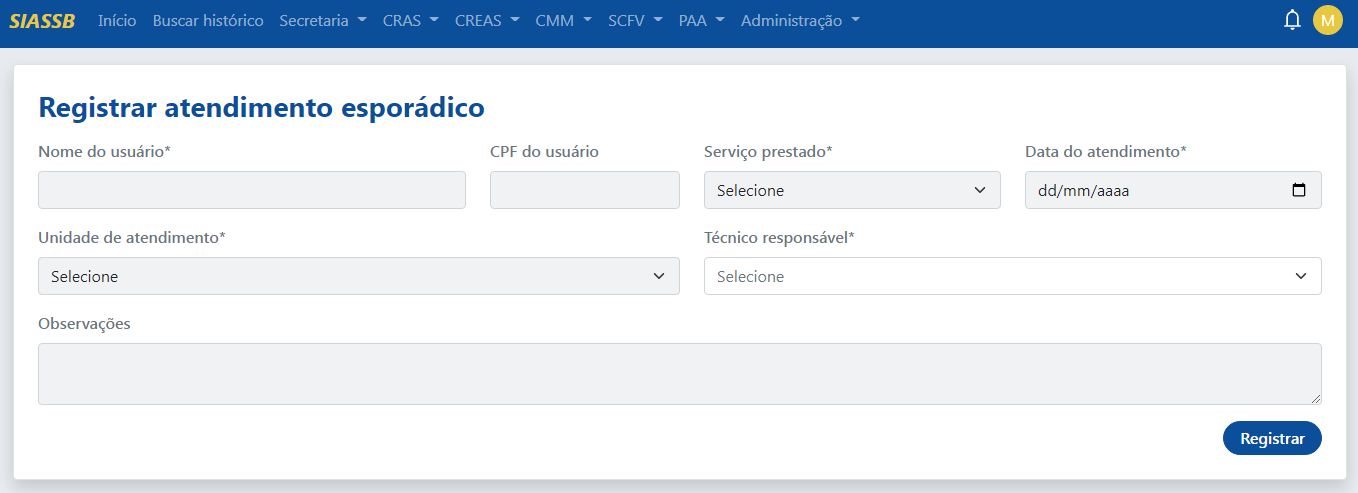 SIASSB Início Buscar histórico Secretaria CRAS CREAS CMM SCFV PAA Administração M
Registrar atendimento esporádico
Nome do usuário* CPF do usuário Serviço prestado* Data do atendimento*
Selecione dd/mm/aaaa
Unidade de atendimento* Técnico responsável*
Selecione Selecione
Observações
Registrar